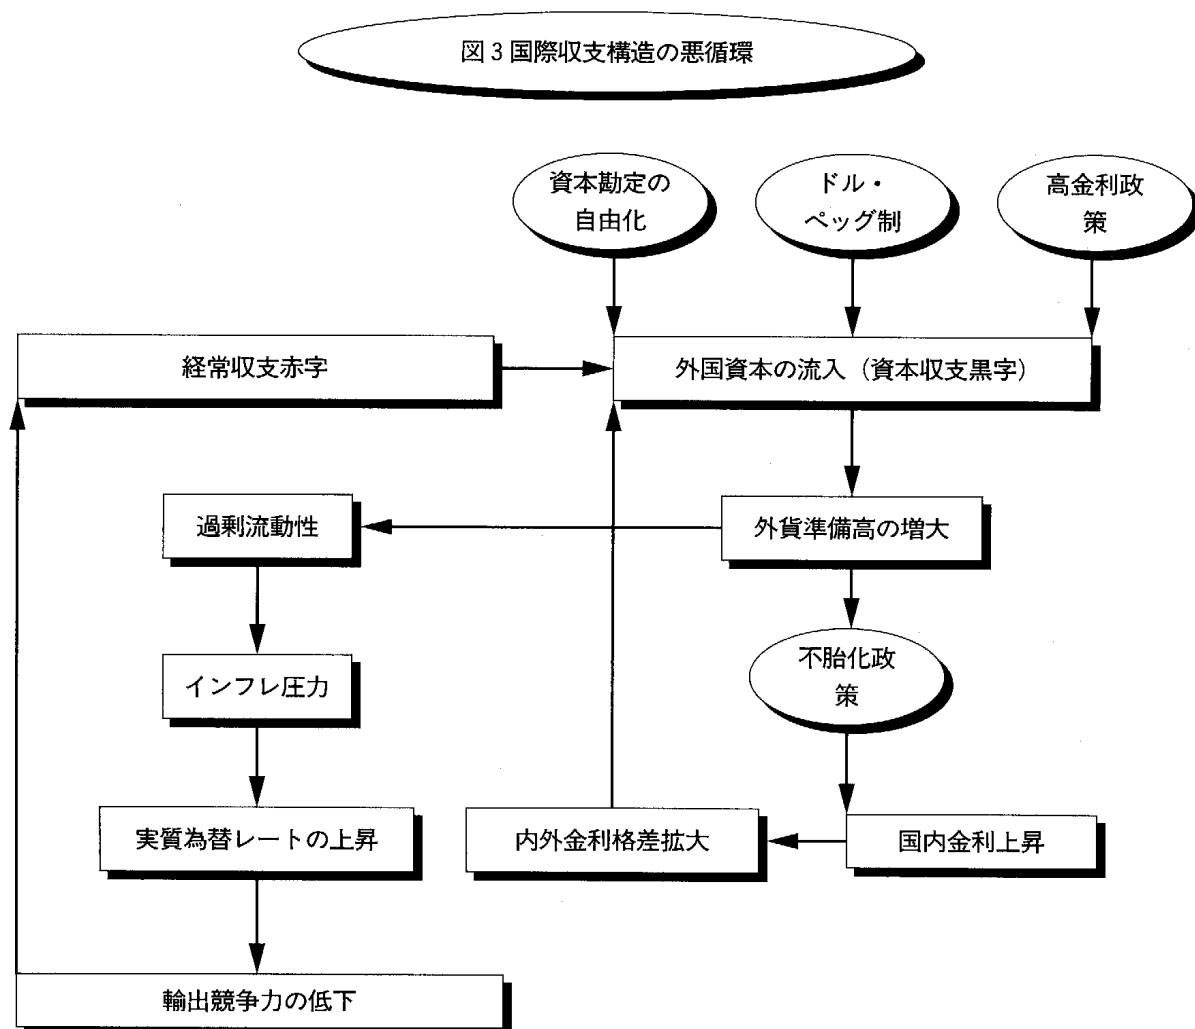 図3国際収支構造の悪循環
資本勘定の
自由化
ドル・
ペッグ制
高金利政
策
経常収支赤字
外国資本の流入（資本収支黒字）
過剰流動性
外貨準備高の増大
インフレ圧力
不胎化政
策
実質為替レートの上昇
内外金利格差拡大
国内金利上昇
輸出競争力の低下